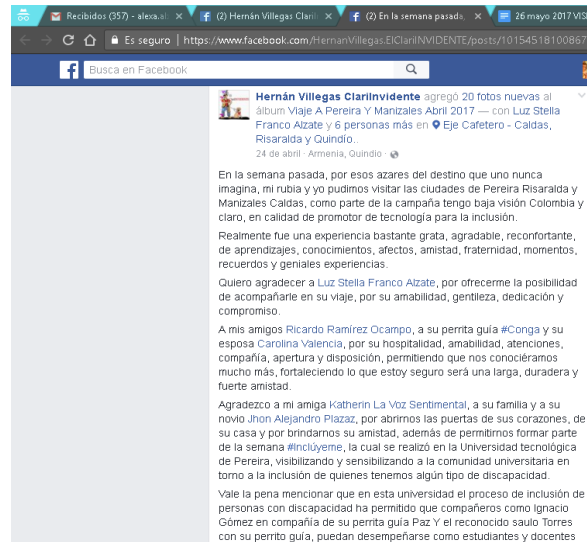 Recibidos (357) - alexa.al
(2) Hernán Villegas Clarii
(2) En la semana pasada,
26 mayo 2017 VIS
Es seguro | https://www.facebook.com/HernanVillegas.ElClariINVIDENTE/posts/10154518100867
Busca en Facebook
Hernán Villegas ClariInvidente agregó 20 fotos nuevas al
álbum Viaje A Pereira Y Manizales Abril 2017 — con Luz Stella
Franco Alzate y 6 personas más en Eje Cafetero - Caldas,
Risaralda y Quindío..
24 de abril · Armenia, Quindio ·
En la semana pasada, por esos azares del destino que uno nunca
imagina, mi rubia y yo pudimos visitar las ciudades de Pereira Risaralda y
Manizales Caldas, como parte de la campaña tengo baja visión Colombia y
claro, en calidad de promotor de tecnología para la inclusión.
Realmente fue una experiencia bastante grata, agradable, reconfortante,
de aprendizajes, conocimientos, afectos, amistad, fraternidad, momentos,
recuerdos y geniales experiencias.
Quiero agradecer a Luz Stella Franco Alzate, por ofrecerme la posibilidad
de acompañarle en su viaje, por su amabilidad, gentileza, dedicación y
compromiso.
A mis amigos Ricardo Ramírez Ocampo, a su perrita guía #Conga y su
esposa Carolina Valencia, por su hospitalidad, amabilidad, atenciones,
compañía, apertura y disposición, permitiendo que nos conociéramos
mucho más, fortaleciendo lo que estoy seguro será una larga, duradera y
fuerte amistad.
Agradezco a mi amiga Katherin La Voz Sentimental, a su familia y a su
novio Jhon Alejandro Plazaz, por abrirnos las puertas de sus corazones, de
su casa y por brindarnos su amistad, además de permitirnos formar parte
de la semana #Inclúyeme, la cual se realizó en la Universidad tecnológica
de Pereira, visibilizando y sensibilizando a la comunidad universitaria en
torno a la inclusión de quienes tenemos algún tipo de discapacidad.
Vale la pena mencionar que en esta universidad el proceso de inclusión de
personas con discapacidad ha permitido que compañeros como Ignacio
Gómez en compañía de su perrita guía Paz Y el reconocido saulo Torres
con su perrito guía, puedan desempeñarse como estudiantes y docentes